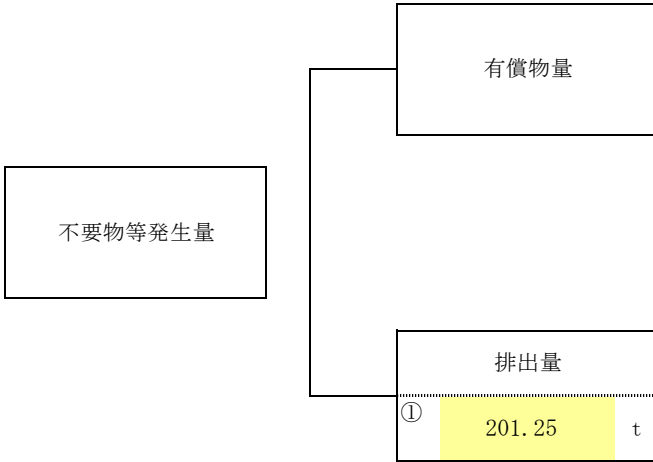 有償物量
不要物等発生量
排出量
①
201.25 t